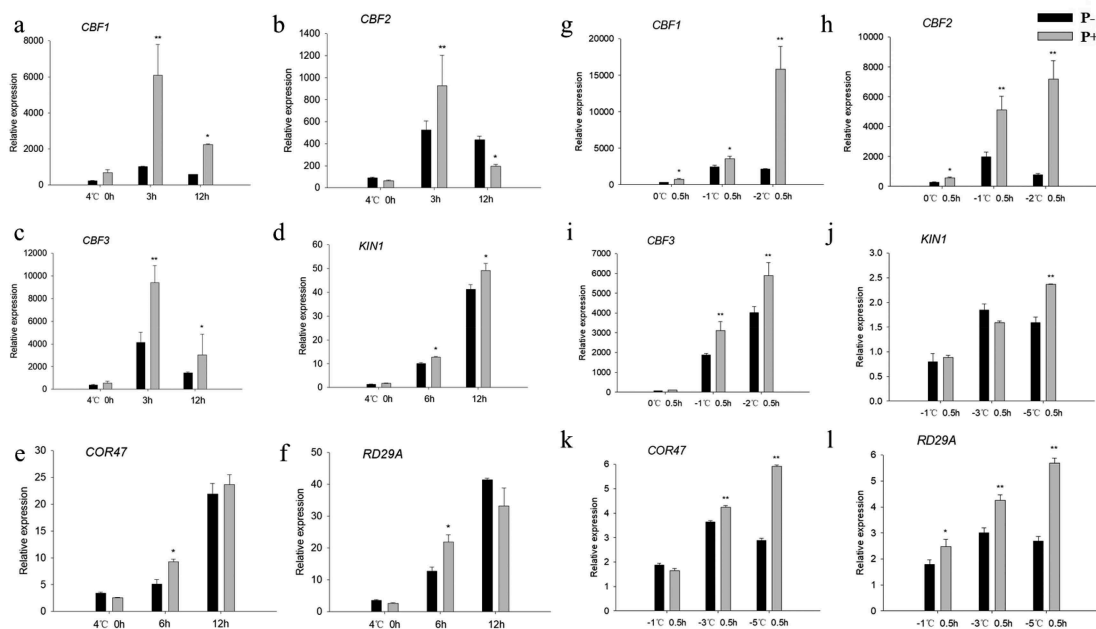 a
CBF1
Relative expression
8000
6000
4000
2000
0
4℃ 0h 3h 12h
**
*
b
CBF2
Relative expression
1400
1200
1000
800
600
400
200
0
4℃ 0h 3h 12h
**
*
g
CBF1
Relative expression
20000
15000
10000
5000
0
0℃ 0.5h -1℃ 0.5h -2℃ 0.5h
*
*
**
h
CBF2
P-
P+
Relative expression
10000
8000
6000
4000
2000
0
0℃ 0.5h -1℃ 0.5h -2℃ 0.5h
*
**
**
c
CBF3
Relative expression
12000
10000
8000
6000
4000
2000
0
4℃ 0h 3h 12h
**
*
d
KIN1
Relative expression
60
50
40
30
20
10
0
4℃ 0h 6h 12h
*
*
i
CBF3
Relative expression
7000
6000
5000
4000
3000
2000
1000
0
0℃ 0.5h -1℃ 0.5h -2℃ 0.5h
**
**
j
KIN1
Relative expression
3.0
2.5
2.0
1.5
1.0
0.5
0.0
-1℃ 0.5h -3℃ 0.5h -5℃ 0.5h
**
e
COR47
Relative expression
30
25
20
15
10
5
0
4℃ 0h 6h 12h
*
f
RD29A
Relative expression
50
40
30
20
10
0
4℃ 0h 6h 12h
*
k
COR47
Relative expression
6
5
4
3
2
1
0
-1℃ 0.5h -3℃ 0.5h -5℃ 0.5h
**
**
l
RD29A
Relative expression
6
5
4
3
2
1
0
-1℃ 0.5h -3℃ 0.5h -5℃ 0.5h
*
**
**